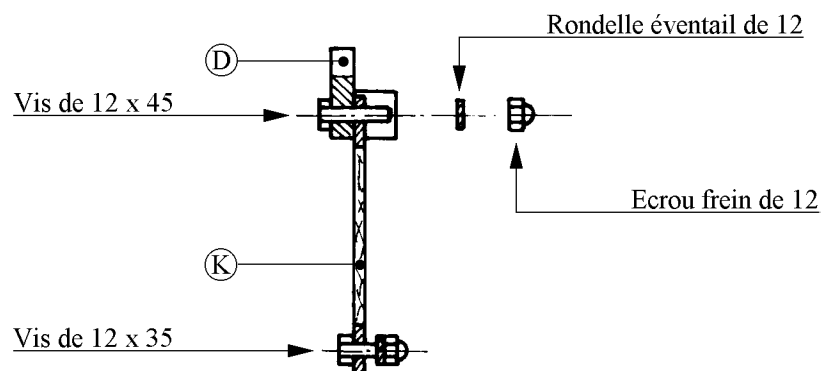 Rondelle éventail de 12
D
Vis de 12 x 45
Ecrou frein de 12
K
Vis de 12 x 35